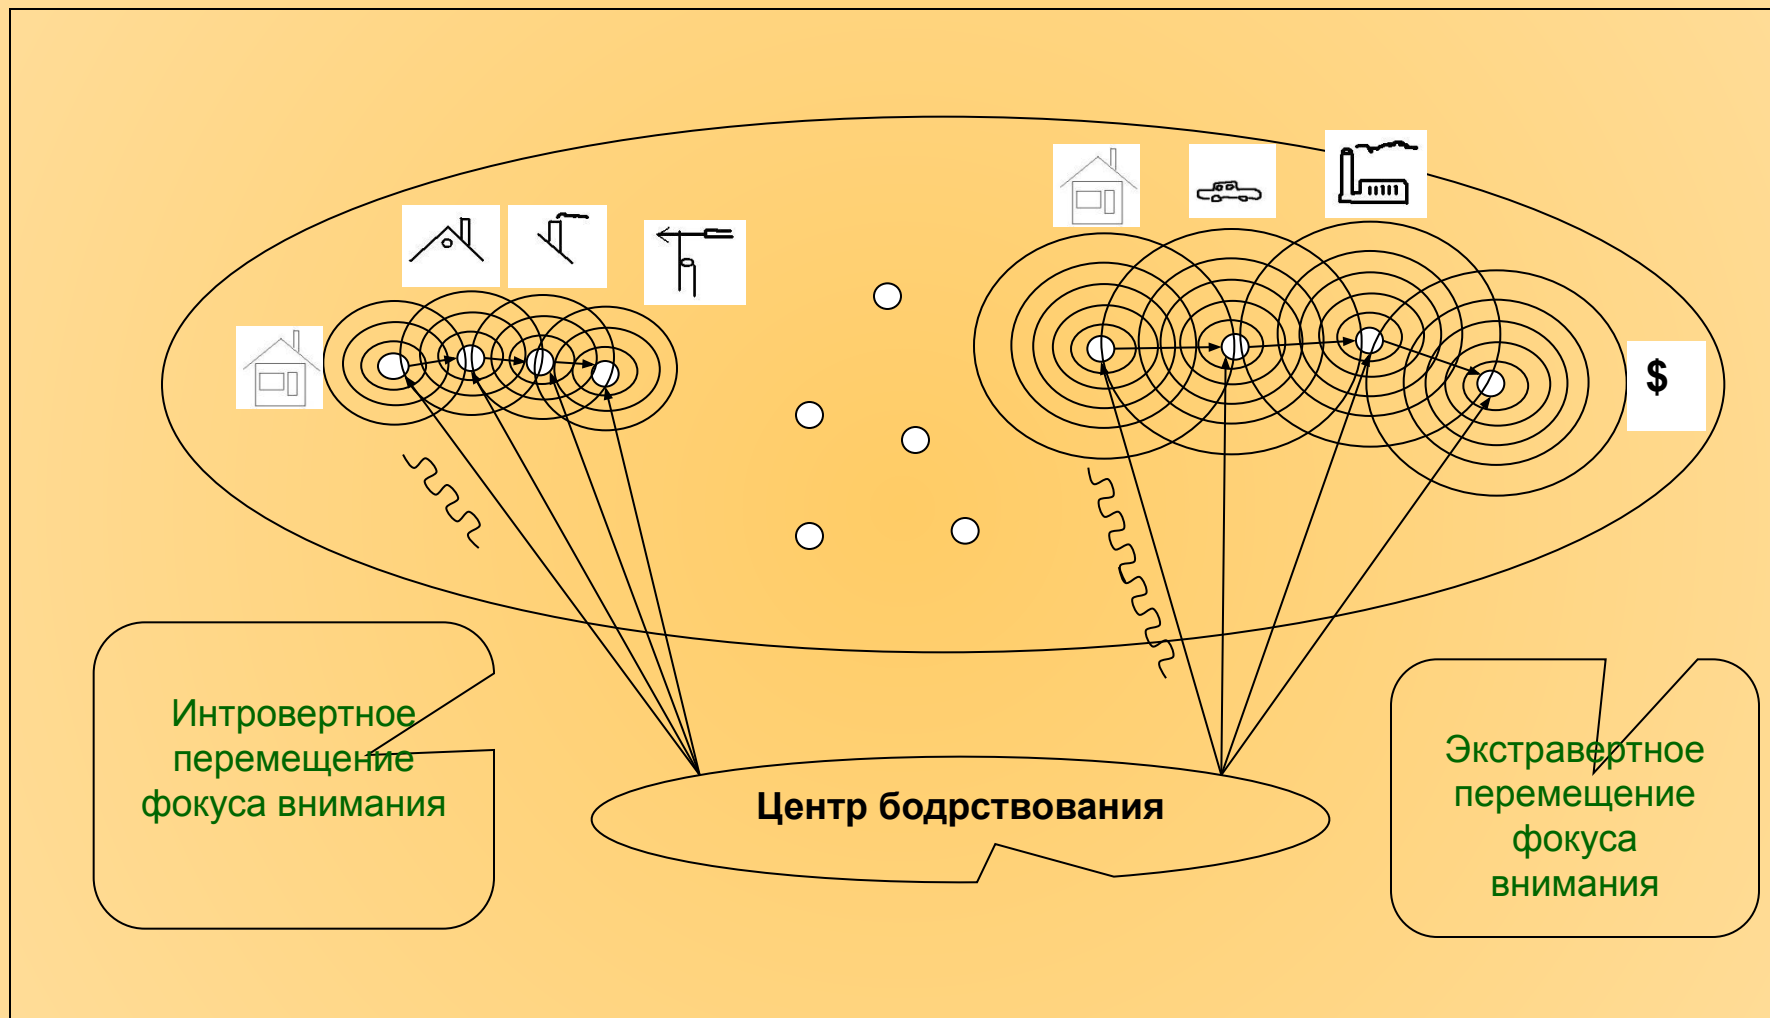 $
Интровертное
перемещение
фокуса внимания
Центр бодрствования
Экстравертное
перемещение
фокуса
внимания